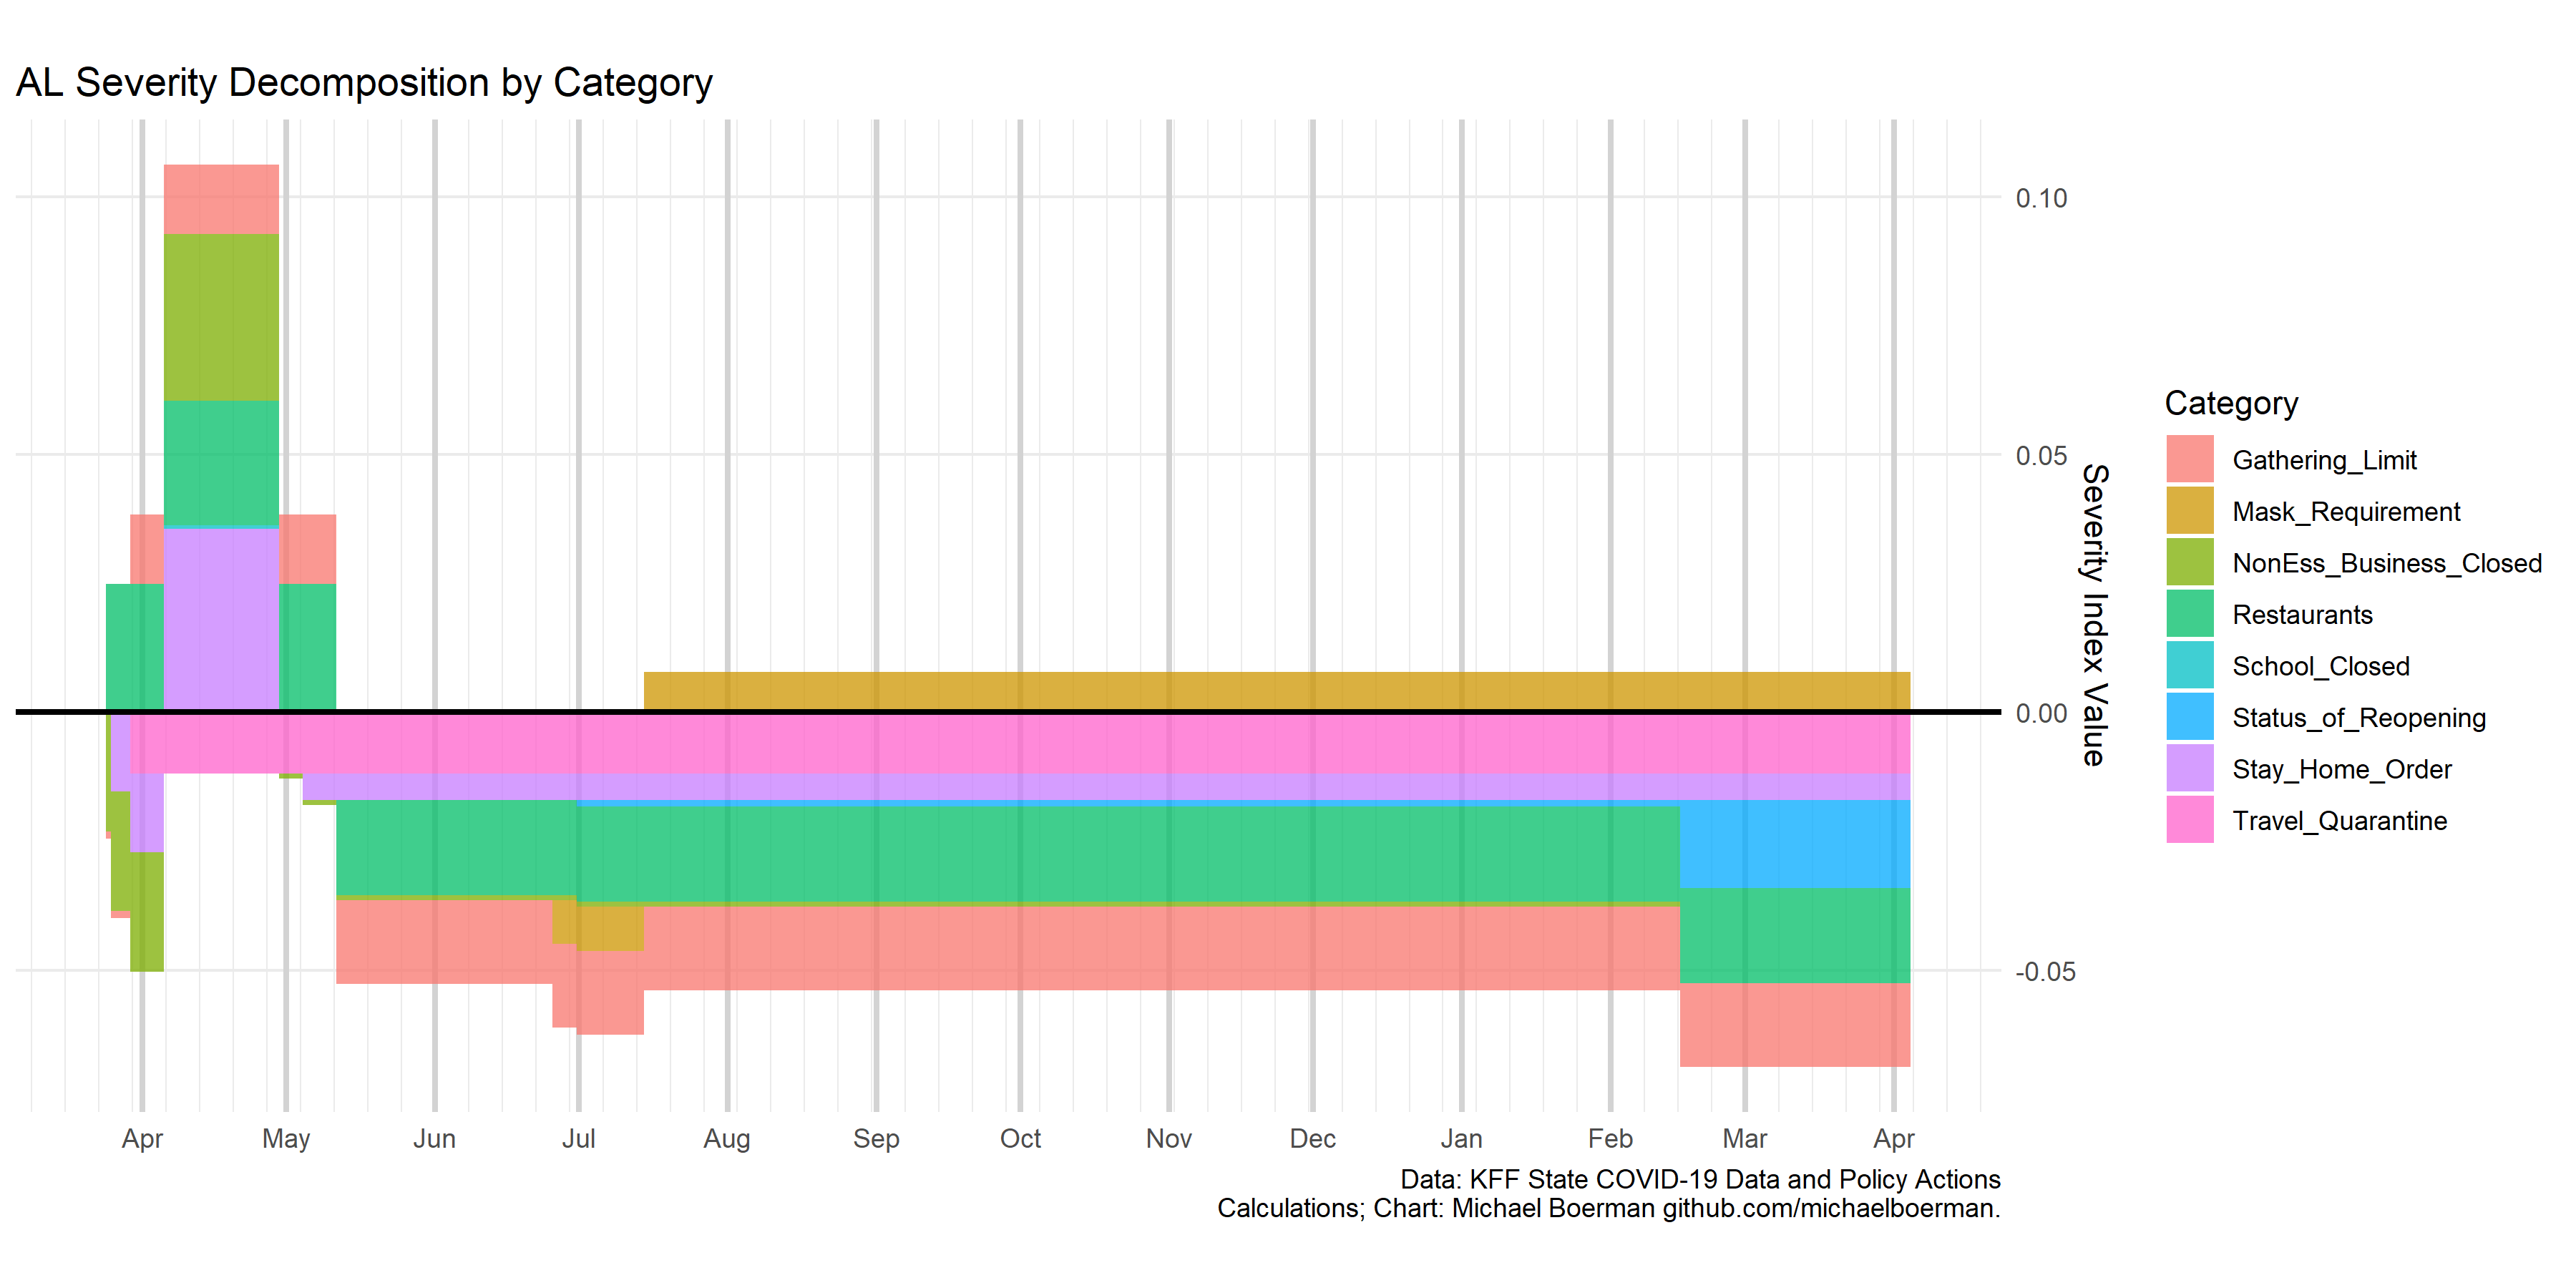 AL Severity Decomposition by Category
0.10
0.05
0.00
-0.05
Severity Index Value
Category
Gathering_Limit
Mask_Requirement
NonEss_Business_Closed
Restaurants
School_Closed
Status_of_Reopening
Stay_Home_Order
Travel_Quarantine
Apr May Jun Jul Aug Sep Oct Nov Dec Jan Feb Mar Apr
Data: KFF State COVID-19 Data and Policy Actions
Calculations; Chart: Michael Boerman github.com/michaelboerman.